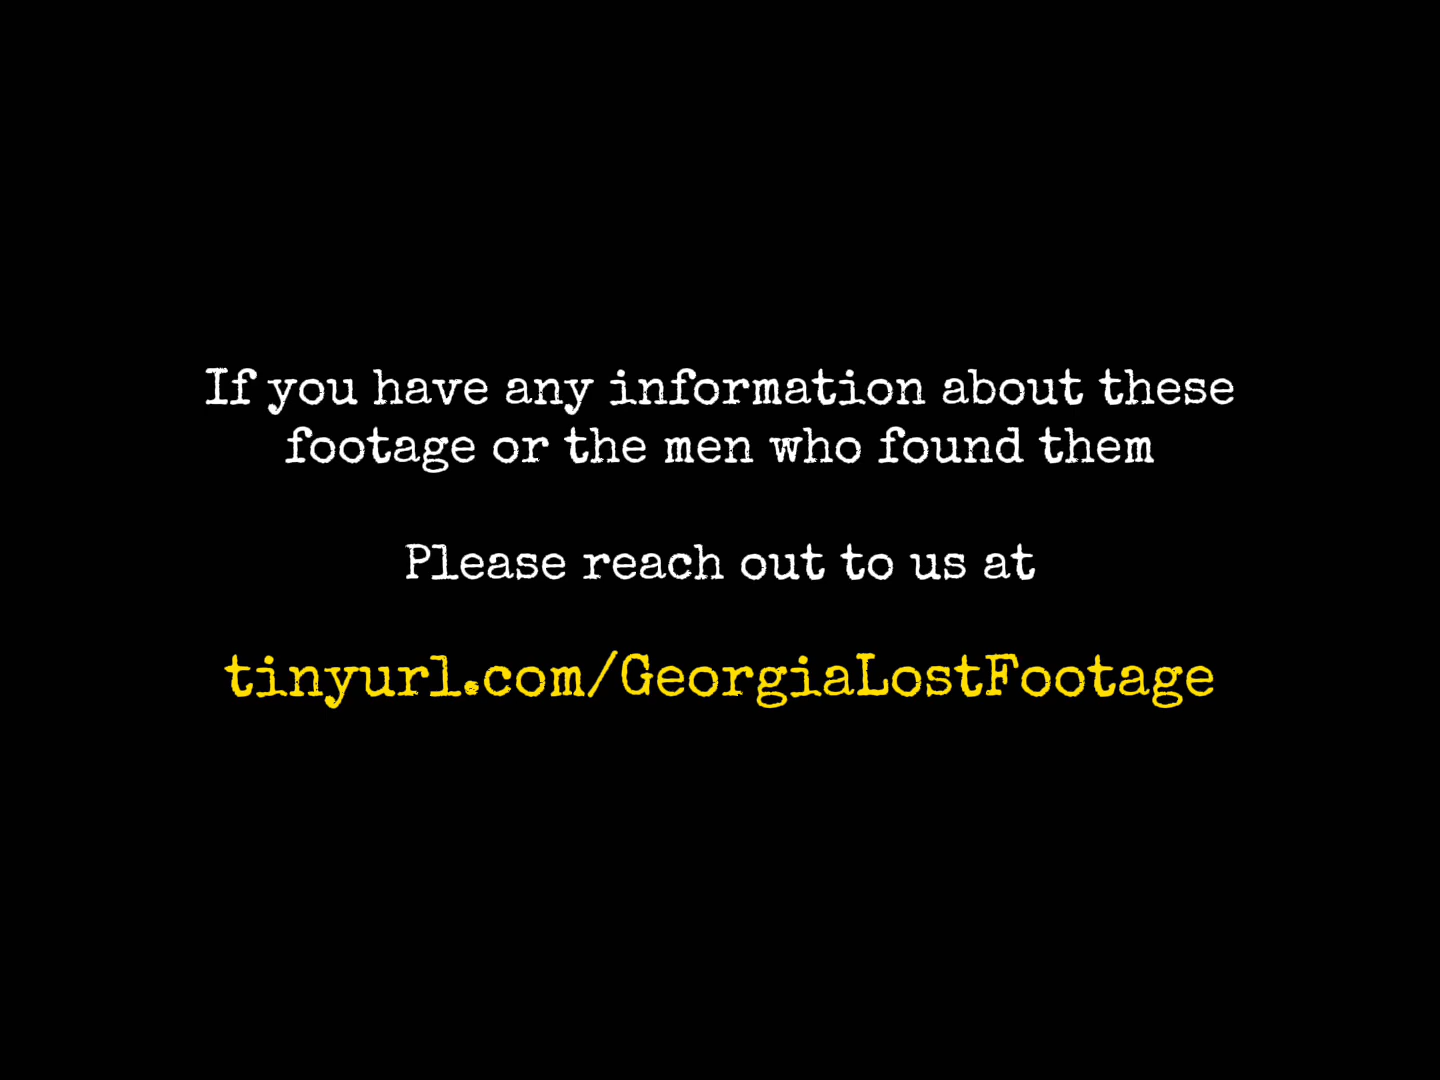 If you have any information about these
footage or the men who found them
Please reach out to us at
tinyurl.com/GeorgiaLostFootage